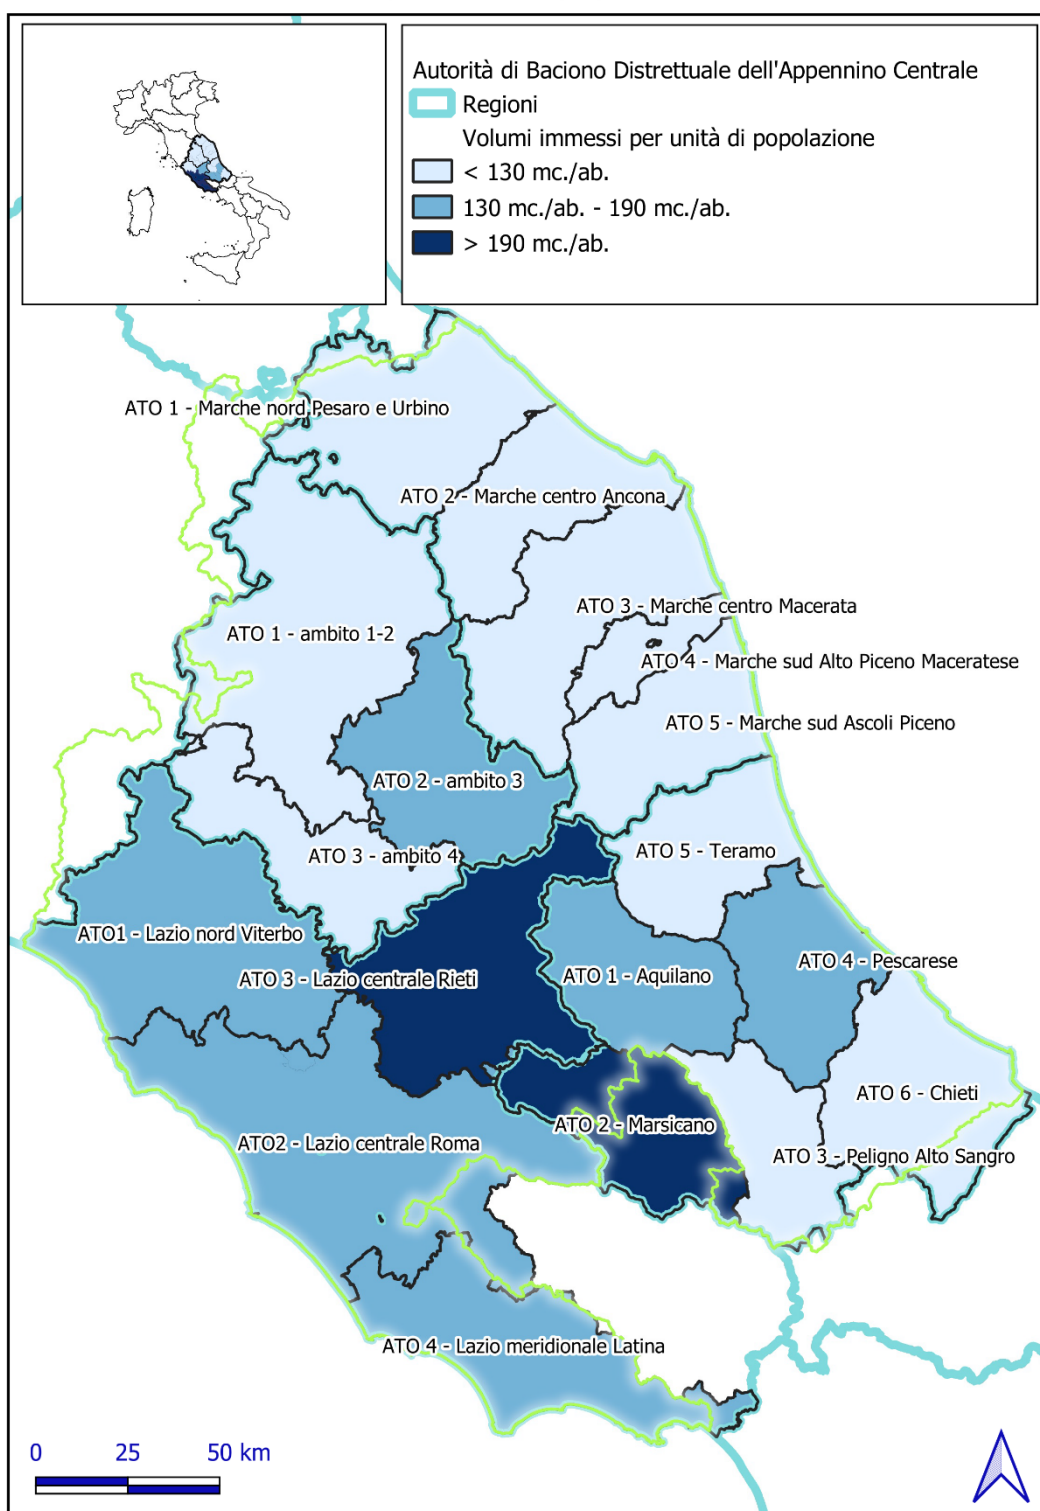 Autorità di Baciono Distrettuale dell'Appennino Centrale
Regioni
Volumi immessi per unità di popolazione
< 130 mc./ab.
130 mc./ab. - 190 mc./ab.
> 190 mc./ab.
ATO 1 - Marche nord Pesaro e Urbino
ATO 2 - Marche centro Ancona
ATO 3 - Marche centro Macerata
ATO 1 - ambito 1-2
ATO 4 - Marche sud Alto Piceno Maceratese
ATO 5 - Marche sud Ascoli Piceno
ATO 2 - ambito 3
ATO 3 - ambito 4
ATO 5 - Teramo
ATO1 - Lazio nord Viterbo
ATO 4 - Pescarese
ATO 3 - Lazio centrale Rieti
ATO 1 - Aquilano
ATO 6 - Chieti
ATO 2 - Marsicano
ATO2 - Lazio centrale Roma
ATO 3 - Peligno Alto Sangro
ATO 4 - Lazio meridionale Latina
0 25 50 km